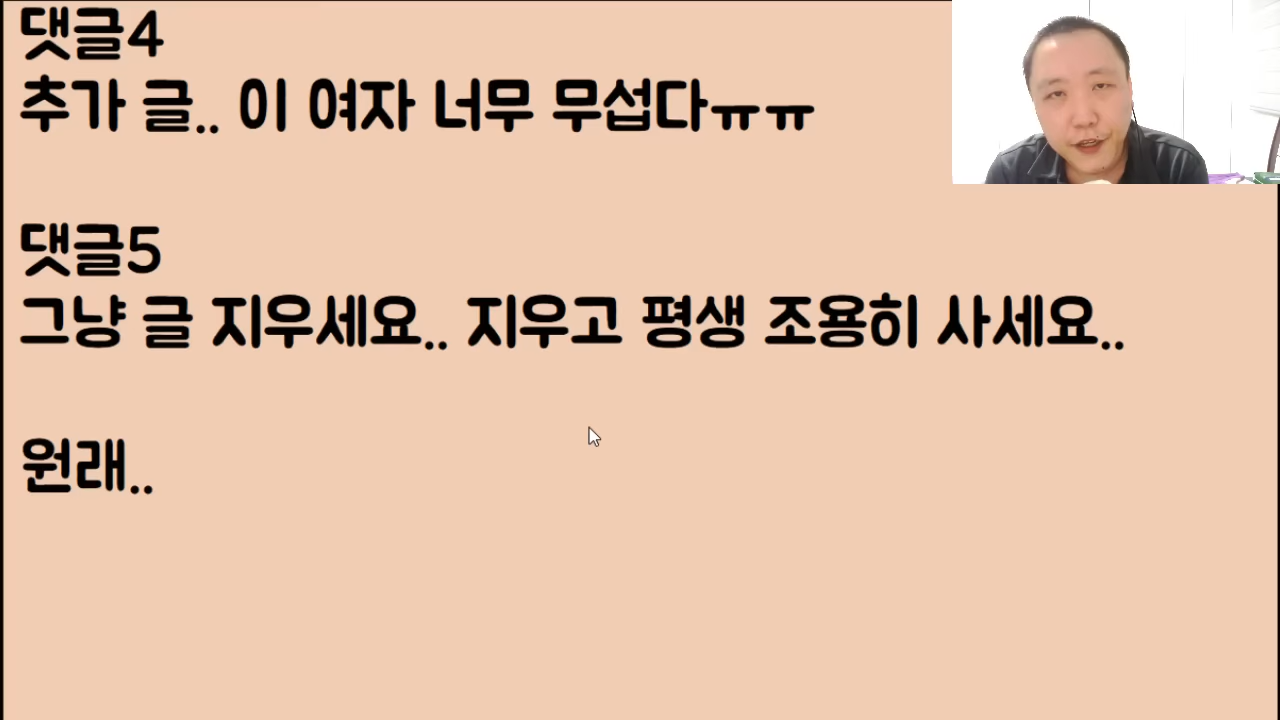 댓글4
추가 글.. 이 여자 너무 무섭다ㅠㅠ
댓글5
그냥 글 지우세요.. 지우고 평생 조용히 사세요..
원래..